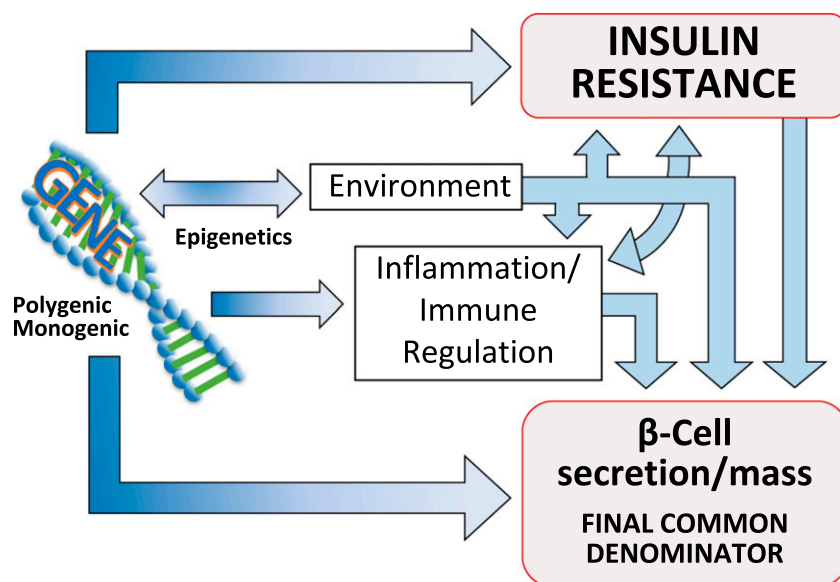 INSULIN
RESISTANCE
GENE
Environment
Epigenetics
Inflammation/
Immune
Regulation
Polygenic
Monogenic
β-Cell
secretion/mass
FINAL COMMON
DENOMINATOR